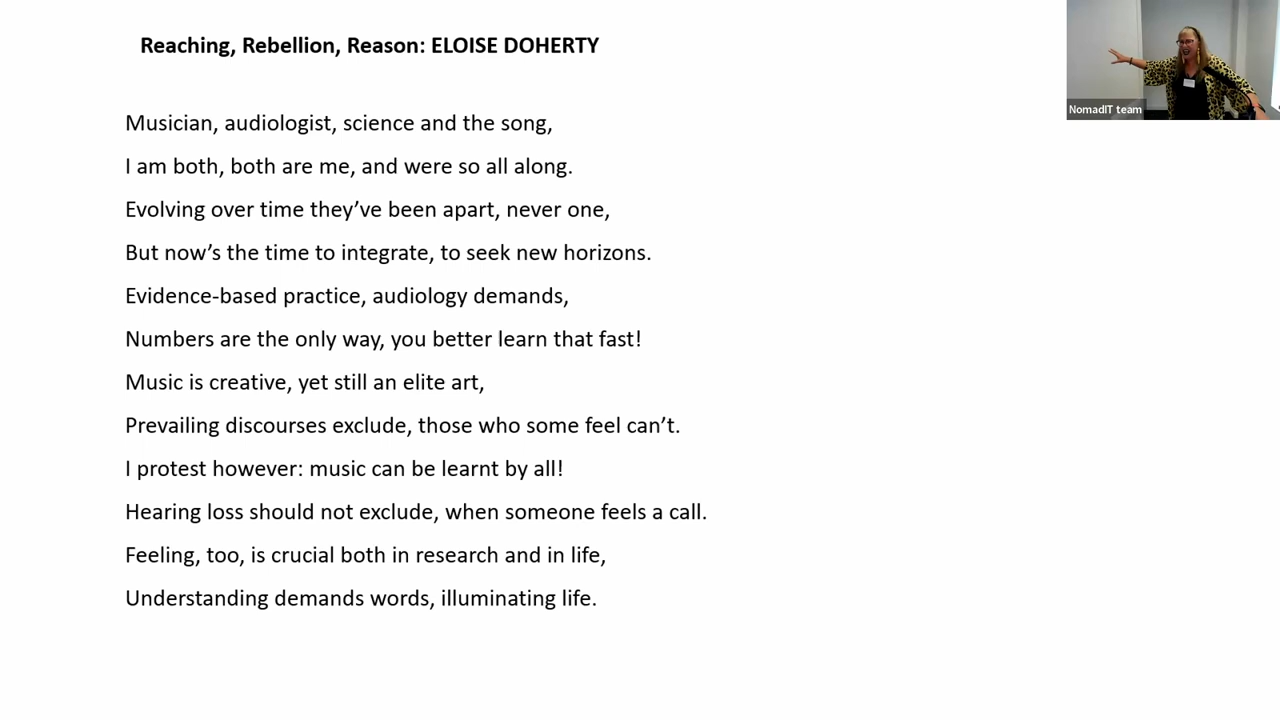 Reaching, Rebellion, Reason: ELOISE DOHERTY
Musician, audiologist, science and the song,
I am both, both are me, and were so all along.
Evolving over time they’ve been apart, never one,
But now’s the time to integrate, to seek new horizons.
Evidence-based practice, audiology demands,
Numbers are the only way, you better learn that fast!
Music is creative, yet still an elite art,
Prevailing discourses exclude, those who some feel can’t.
I protest however: music can be learnt by all!
Hearing loss should not exclude, when someone feels a call.
Feeling, too, is crucial both in research and in life,
Understanding demands words, illuminating life.
NomadIT team